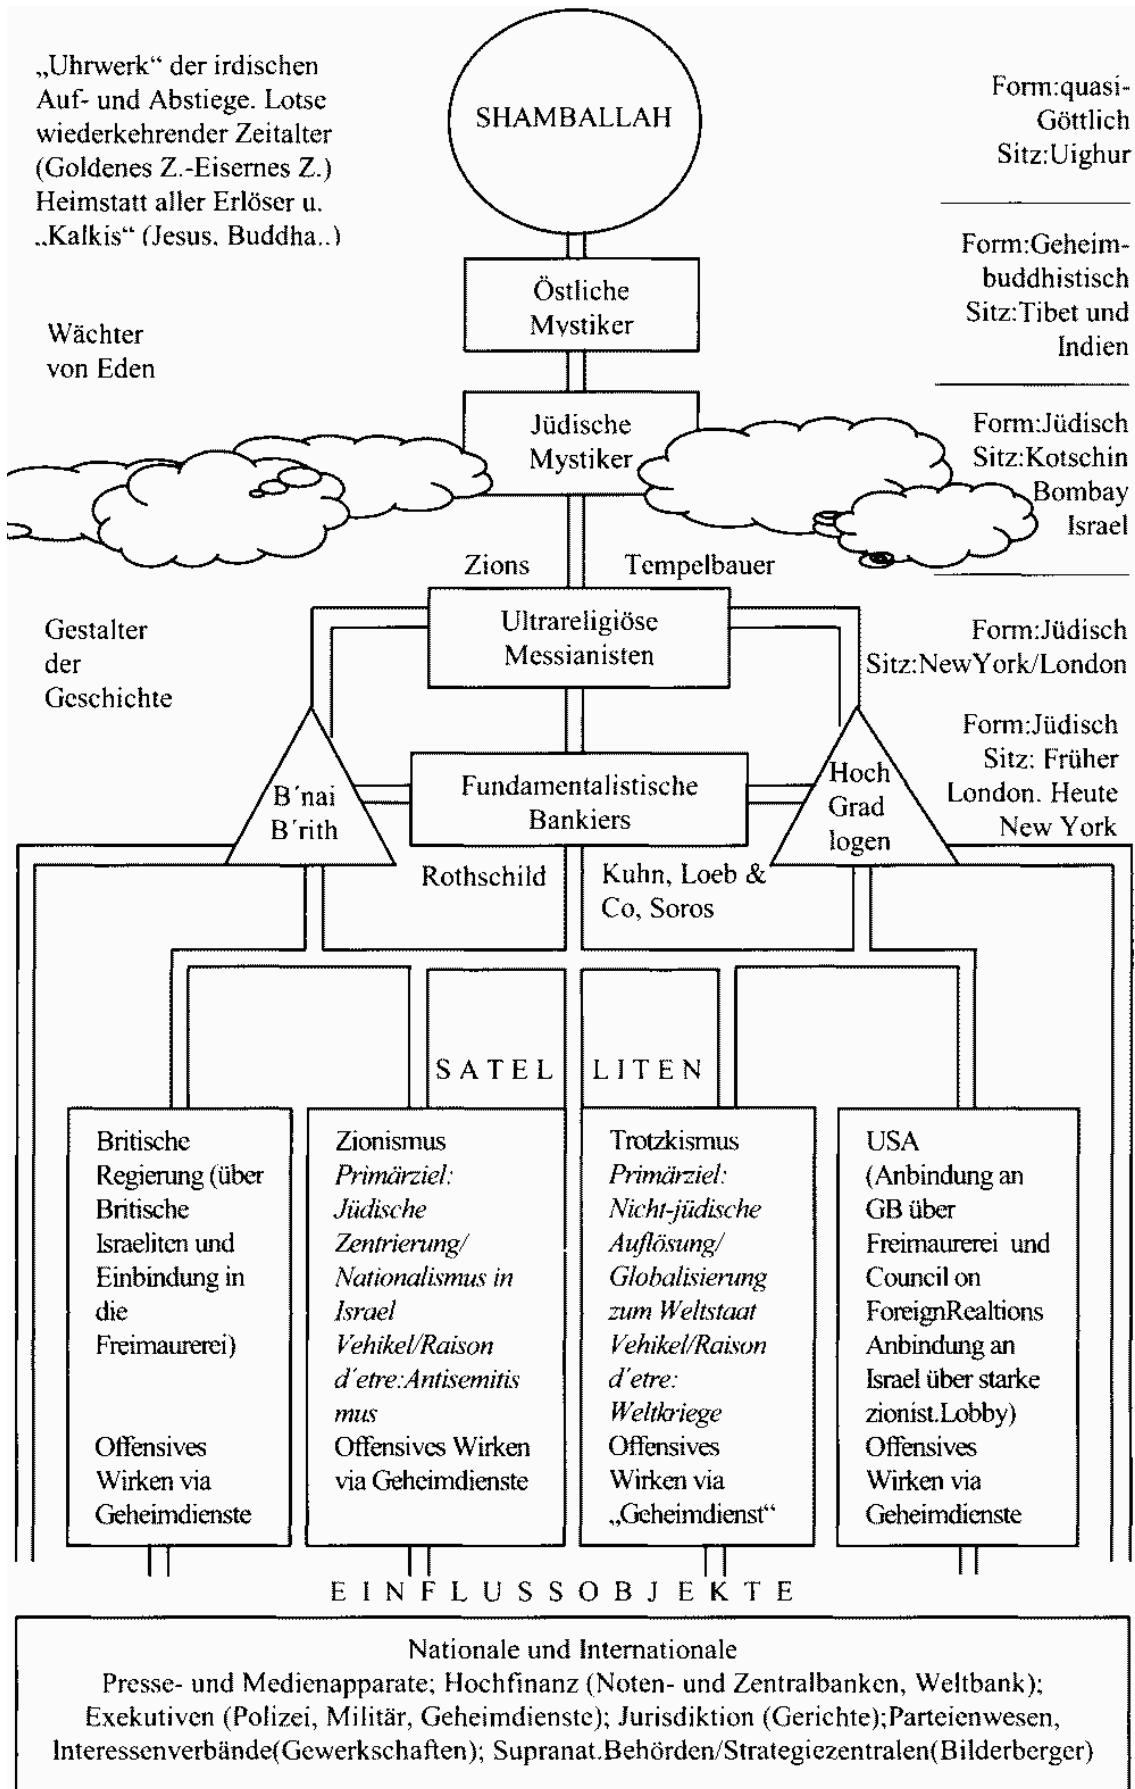 „Uhrwerk“ der irdischen
Auf- und Abstiege. Lotse
wiederkehrender Zeitalter
(Goldenes Z.-Eisernes Z.)
Heimstatt aller Erlöser u.
„Kalkis“ (Jesus, Buddha..)
SHAMBALLAH
Form:quasi-
Göttlich
Sitz:Uighur
Östliche
Mystiker
Form:Geheim-
buddhistisch
Sitz:Tibet und
Indien
Wächter
von Eden
Jüdische
Mystiker
Form:Jüdisch
Sitz:Kotschin
Bombay
Israel
Zions Tempelbauer
Ultrareligiöse
Messianisten
Gestalter
der
Geschichte
Form:Jüdisch
Sitz:NewYork/London
B´nai
B´rith
Fundamentalistische
Bankiers
Hoch
Grad
logen
Form:Jüdisch
Sitz: Früher
London. Heute
New York
Rothschild
Kuhn, Loeb &
Co, Soros
SATEL LITEN
Britische
Regierung (über
Britische
Israeliten und
Einbindung in
die
Freimaurerei)
Offensives
Wirken via
Geheimdienste
Zionismus
Primärziel:
Jüdische
Zentrierung/
Nationalismus in
Israel
Vehikel/Raison
d´etre:Antisemitis
mus
Offensives Wirken
via Geheimdienste
Trotzkismus
Primärziel:
Nicht-jüdische
Auflösung/
Globalisierung
zum Weltstaat
Vehikel/Raison
d´etre:
Weltkriege
Offensives
Wirken via
„Geheimdienst“
USA
(Anbindung an
GB über
Freimaurerei und
Council on
ForeignRealtions
Anbindung an
Israel über starke
zionist.Lobby)
Offensives
Wirken via
Geheimdienste
EINFLUSSOBJEKTE
Nationale und Internationale
Presse- und Medienapparate; Hochfinanz (Noten- und Zentralbanken, Weltbank);
Exekutiven (Polizei, Militär, Geheimdienste); Jurisdiktion (Gerichte);Parteienwesen,
Interessenverbände(Gewerkschaften); Supranat.Behörden/Strategiezentralen(Bilderberger)